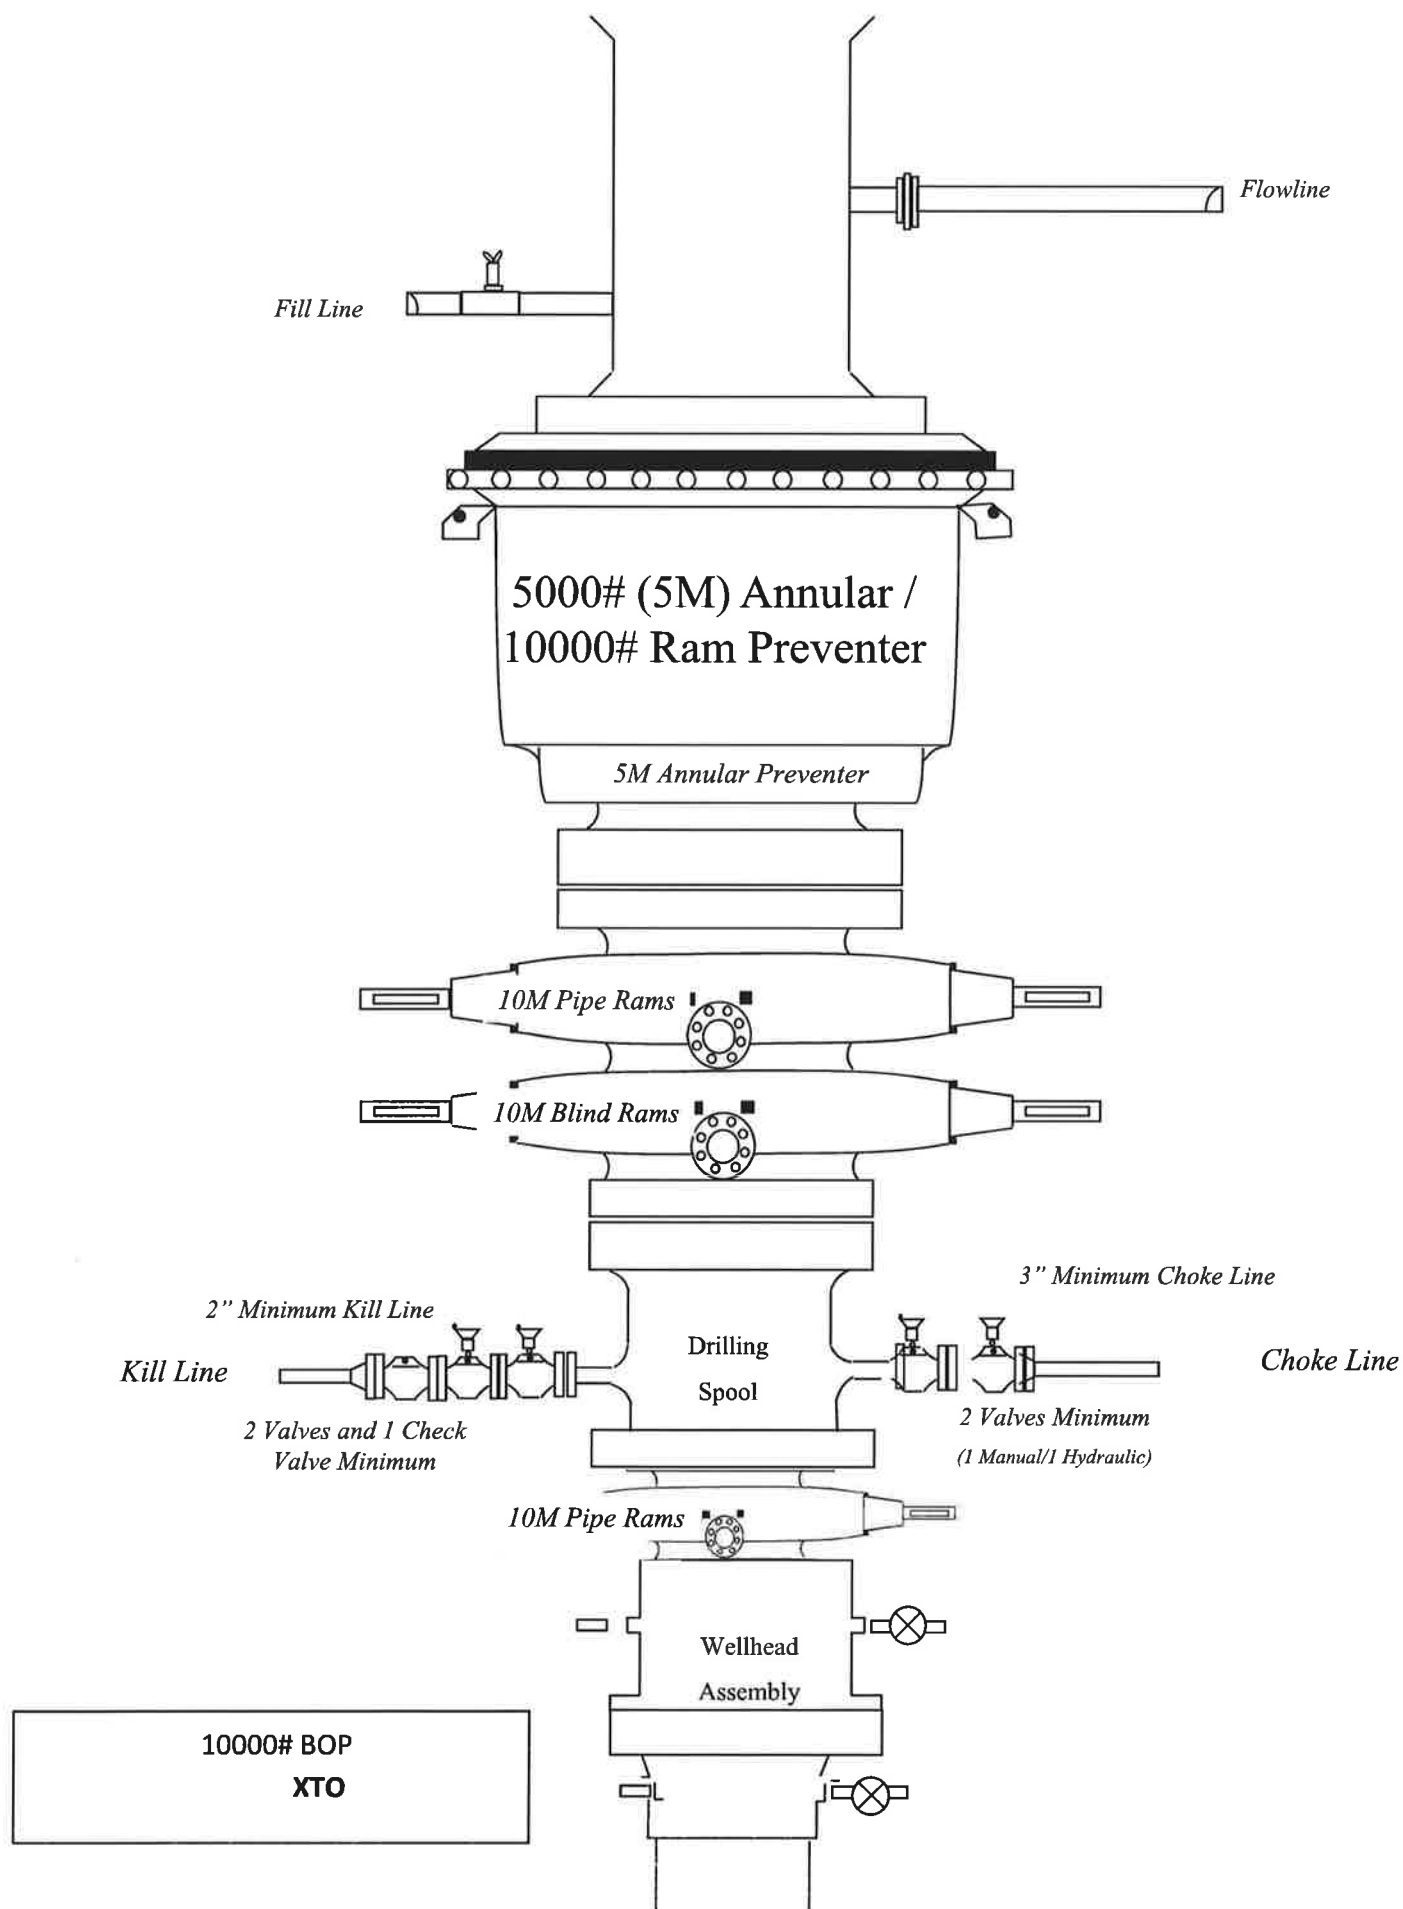 Flowline
Fill Line
5000# (5M) Annular /
10000# Ram Preventer
5M Annular Preventer
10M Pipe Rams
10M Blind Rams
3” Minimum Choke Line
2” Minimum Kill Line
Drilling
Spool
Kill Line
Choke Line
2 Valves and 1 Check
Valve Minimum
2 Valves Minimum
(1 Manual/1 Hydraulic)
10M Pipe Rams
Wellhead
Assembly
10000# BOP
XTO